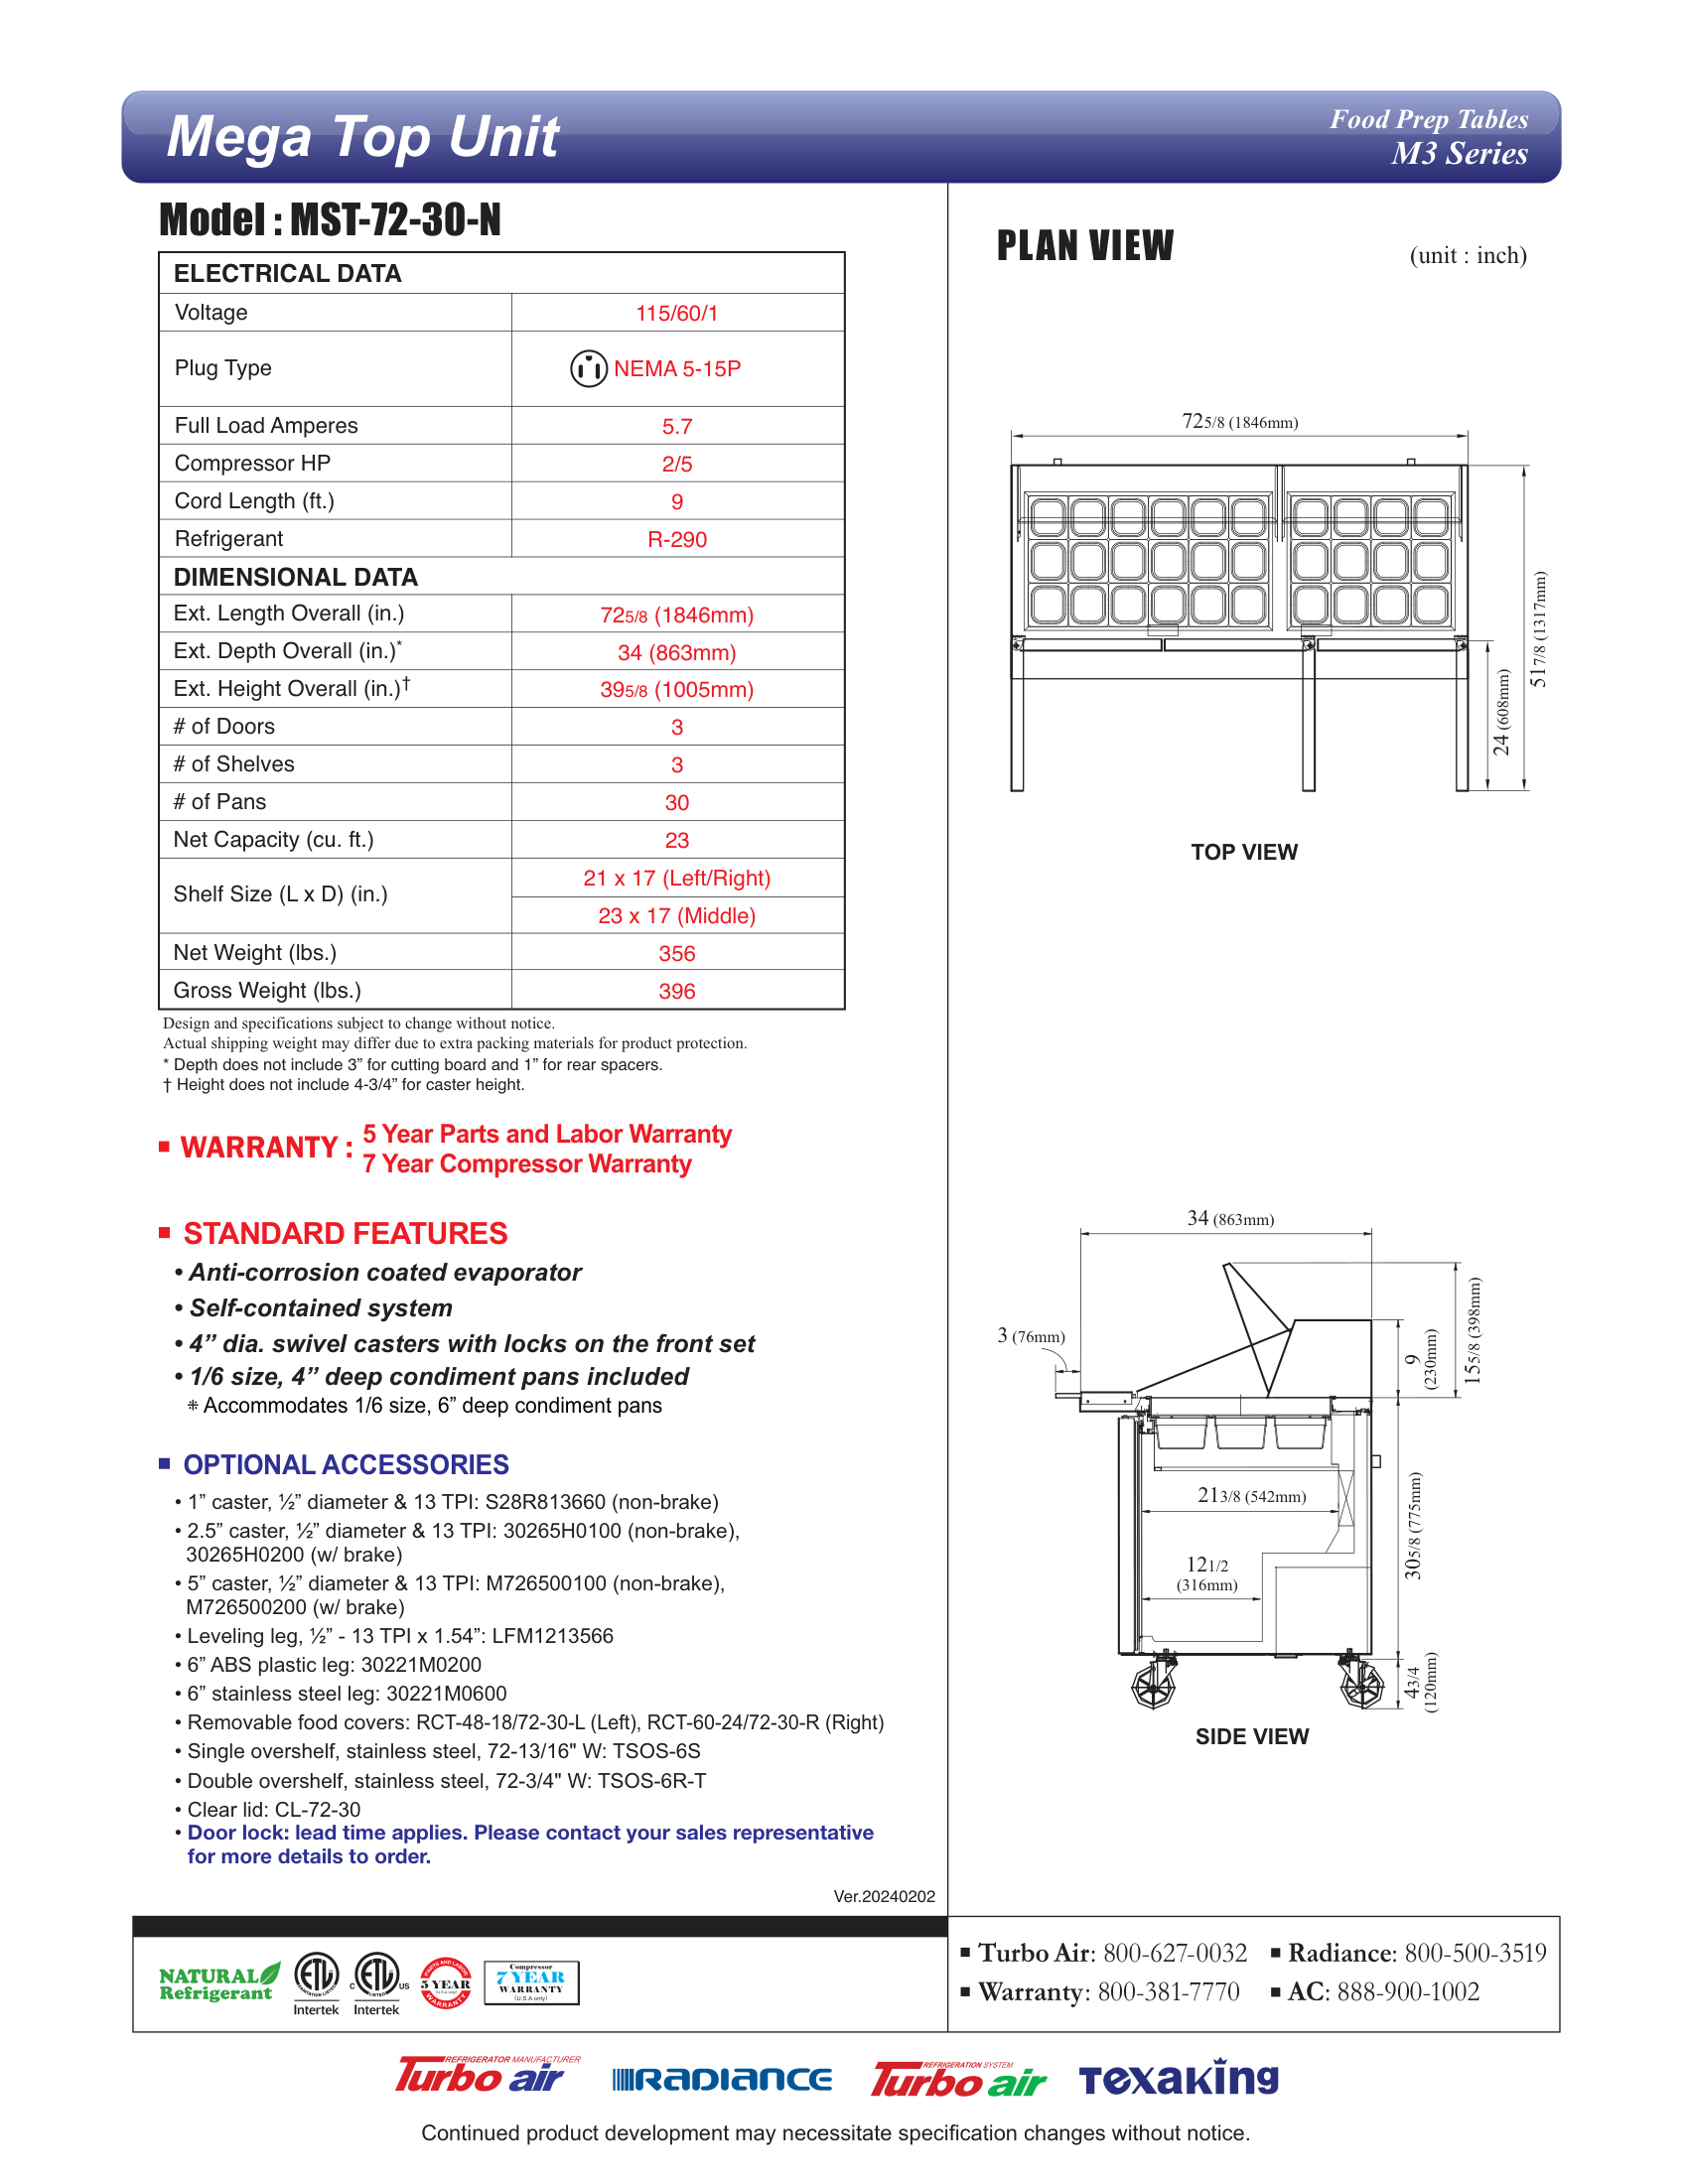 Mega Top Unit
Food Prep Tables
M3 Series
Model : MST-72-30-N
ELECTRICAL DATA
Voltage 115/60/1
Plug Type NEMA 5-15P
Full Load Amperes 5.7
Compressor HP 2/5
Cord Length (ft.) 9
Refrigerant R-290
DIMENSIONAL DATA
Ext. Length Overall (in.) 725/8 (1846mm)
Ext. Depth Overall (in.)* 34 (863mm)
Ext. Height Overall (in.)† 395/8 (1005mm)
# of Doors 3
# of Shelves 3
# of Pans 30
Net Capacity (cu. ft.) 23
Shelf Size (L x D) (in.) 21 x 17 (Left/Right)
23 x 17 (Middle)
Net Weight (lbs.) 356
Gross Weight (lbs.) 396
Design and specifications subject to change without notice.
Actual shipping weight may differ due to extra packing materials for product protection.
* Depth does not include 3” for cutting board and 1” for rear spacers.
† Height does not include 4-3/4” for caster height.
▪ WARRANTY : 5 Year Parts and Labor Warranty
7 Year Compressor Warranty
▪ STANDARD FEATURES
• Anti-corrosion coated evaporator
• Self-contained system
• 4” dia. swivel casters with locks on the front set
• 1/6 size, 4” deep condiment pans included
⁜ Accommodates 1/6 size, 6” deep condiment pans
▪ OPTIONAL ACCESSORIES
• 1” caster, ½” diameter & 13 TPI: S28R813660 (non-brake)
• 2.5” caster, ½” diameter & 13 TPI: 30265H0100 (non-brake),
30265H0200 (w/ brake)
• 5” caster, ½” diameter & 13 TPI: M726500100 (non-brake),
M726500200 (w/ brake)
• Leveling leg, ½” - 13 TPI x 1.54”: LFM1213566
• 6” ABS plastic leg: 30221M0200
• 6” stainless steel leg: 30221M0600
• Removable food covers: RCT-48-18/72-30-L (Left), RCT-60-24/72-30-R (Right)
• Single overshelf, stainless steel, 72-13/16" W: TSOS-6S
• Double overshelf, stainless steel, 72-3/4" W: TSOS-6R-T
• Clear lid: CL-72-30
• Door lock: lead time applies. Please contact your sales representative
for more details to order.
Ver.20240202
PLAN VIEW
(unit : inch)
725/8 (1846mm)
517/8 (1317mm)
24 (608mm)
TOP VIEW
34 (863mm)
3 (76mm)
9
(230mm)
155/8 (398mm)
213/8 (542mm)
121/2
(316mm)
305/8 (775mm)
43/4
(120mm)
SIDE VIEW
NATURAL
Refrigerant
ETL
Intertek
C ETL US
LISTED
Intertek
PARTS AND LABOR
5 YEAR
WARRANTY
Compressor
7 YEAR
WARRANTY
(U.S.A only)
▪ Turbo Air: 800-627-0032 ▪ Radiance: 800-500-3519
▪ Warranty: 800-381-7770 ▪ AC: 888-900-1002
REFRIGERATOR MANUFACTURER
Turbo air
RADIANCE
REFRIGERATION SYSTEM
Turbo air
Texaking
Continued product development may necessitate specification changes without notice.